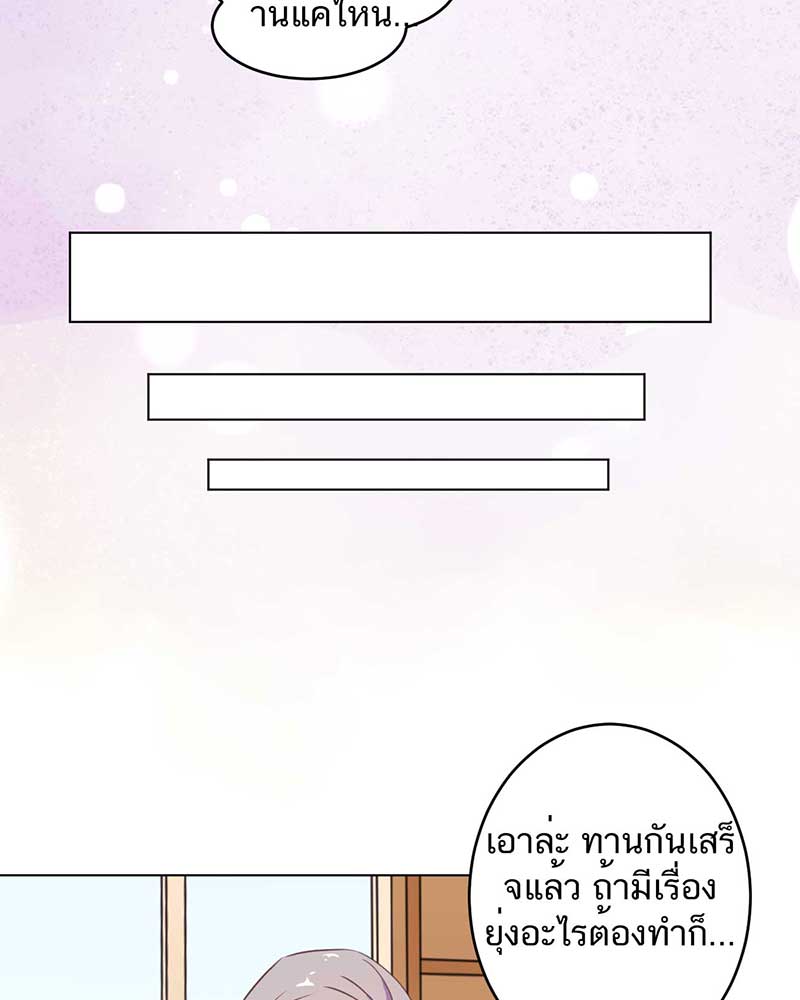 านแค่ไหน...
เอาล่ะ ทานกันเสร็
จแล้ว ถ้ามีเรื่อง
ยุ่งอะไรต้องทำก็...